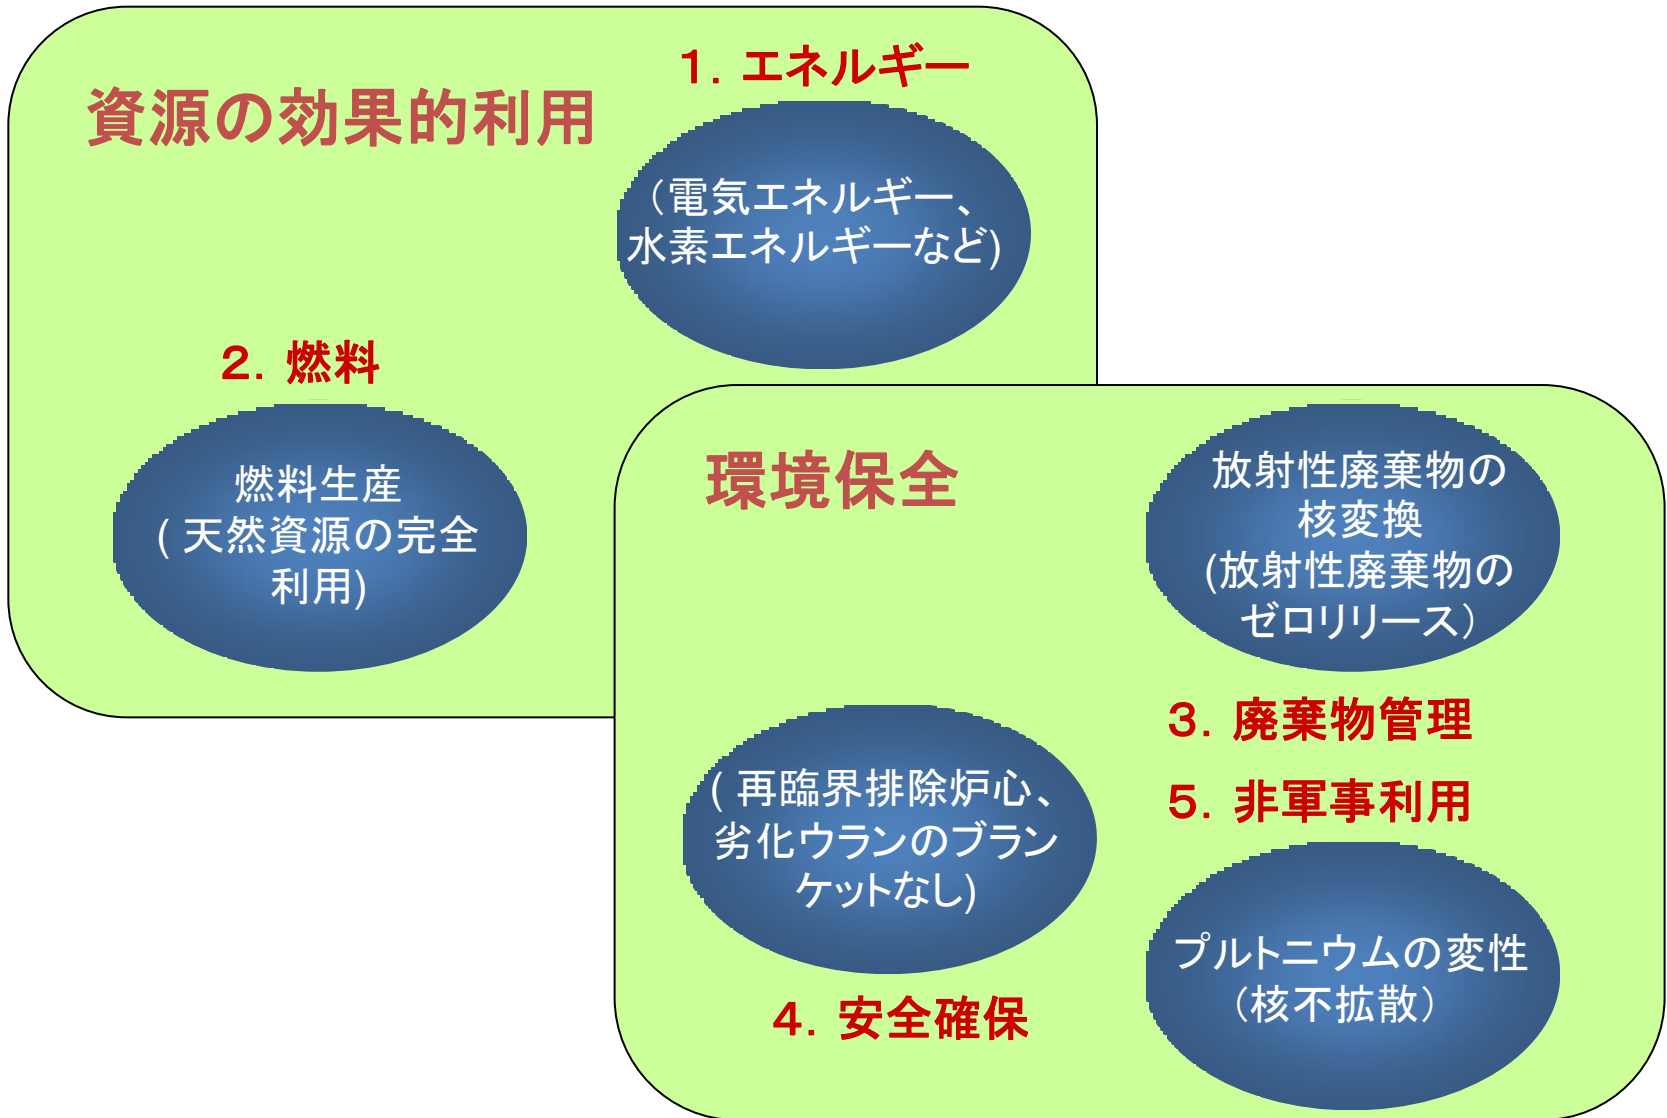 資源の効果的利用
1. エネルギー
（電気エネルギー、
水素エネルギーなど)
2. 燃料
燃料生産
( 天然資源の完全
利用)
環境保全
放射性廃棄物の
核変換
(放射性廃棄物の
ゼロリリース）
3. 廃棄物管理
( 再臨界排除炉心、
劣化ウランのブラン
ケットなし)
4. 安全確保
5. 非軍事利用
プルトニウムの変性
（核不拡散）